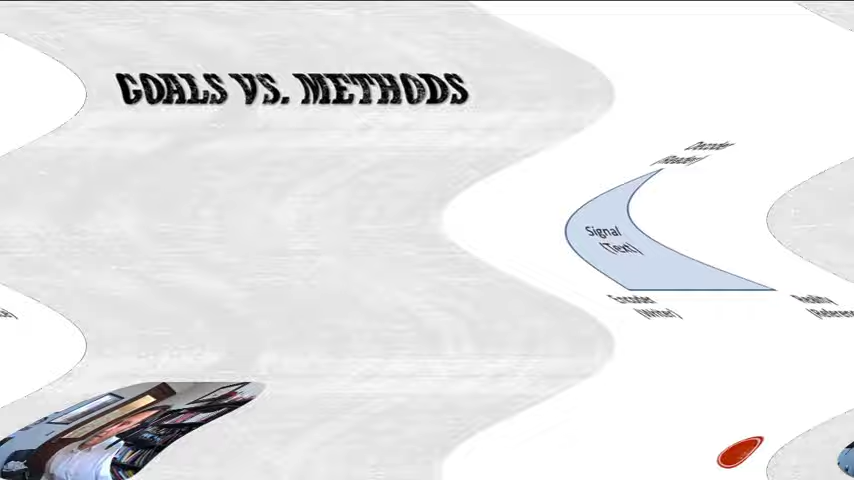 GOALS VS. METHODS
Decoder
(Reader)
Signal
(Text)
Encoder
(Writer)
Reality